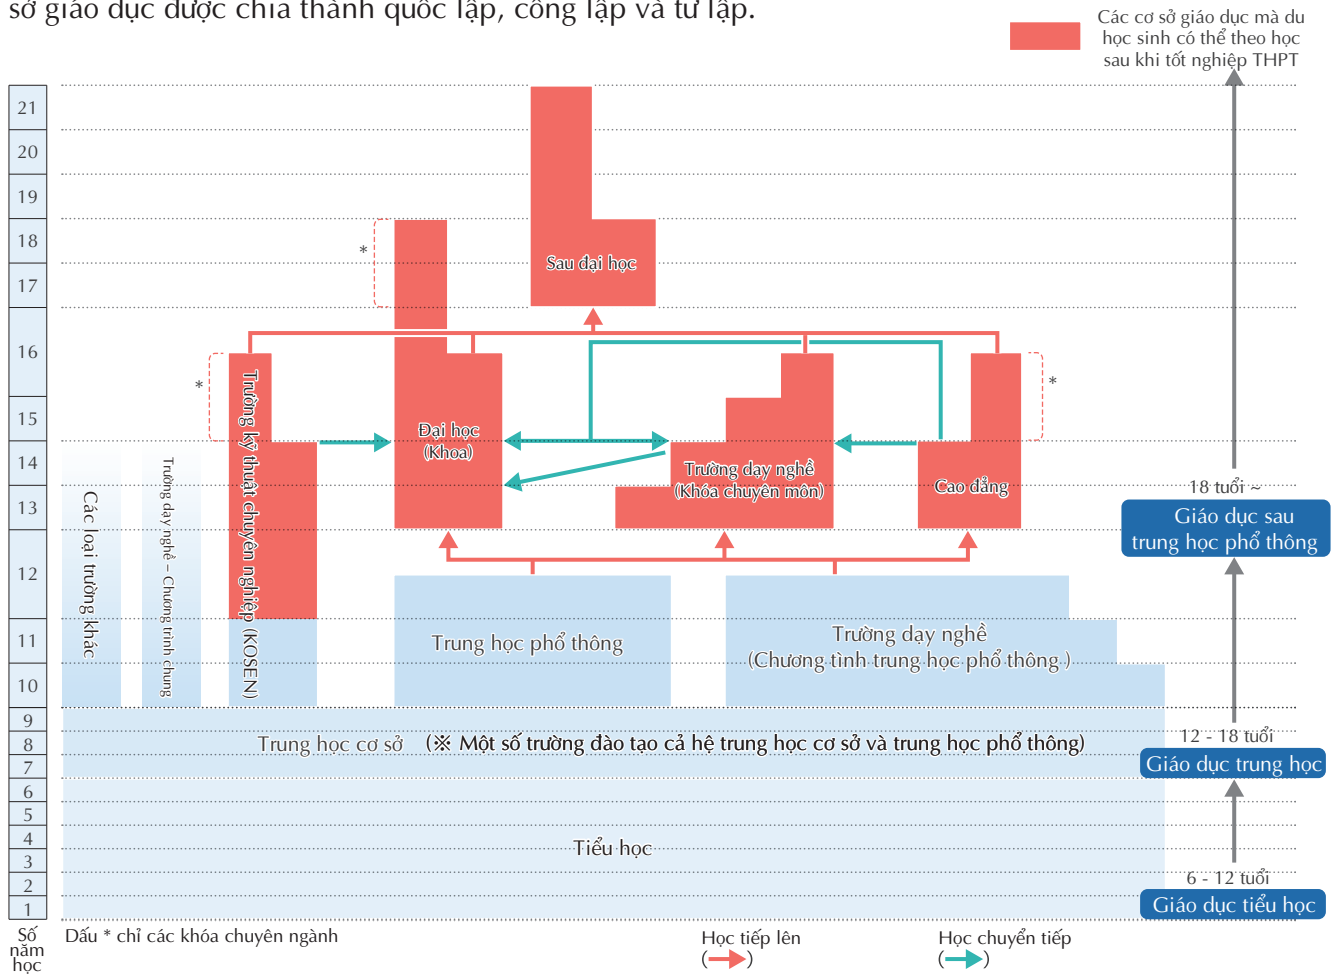 sở giáo dục được chia thành quốc lập, công lập và tư lập.
Các cơ sở giáo dục mà du
học sinh có thể theo học
sau khi tốt nghiệp THPT
21
20
19
18
17
16
15
14
13
12
11
10
9
8
7
6
5
4
3
2
1
Số
năm
học
*
Sau đại học
*
*
Trường kỹ thuật chuyên nghiệp (KOSEN)
Đại học
(Khoa)
Trường dạy nghề
(Khóa chuyên môn)
Cao đẳng
Các loại trường khác
Trường dạy nghề – Chương trình chung
Trung học phổ thông
Trường dạy nghề
(Chương tình trung học phổ thông )
Trung học cơ sở (※ Một số trường đào tạo cả hệ trung học cơ sở và trung học phổ thông)
Tiểu học
18 tuổi ~
Giáo dục sau
trung học phổ thông
12 - 18 tuổi
Giáo dục trung học
6 - 12 tuổi
Giáo dục tiểu học
Dấu * chỉ các khóa chuyên ngành
Học tiếp lên
(→)
Học chuyển tiếp
(→)